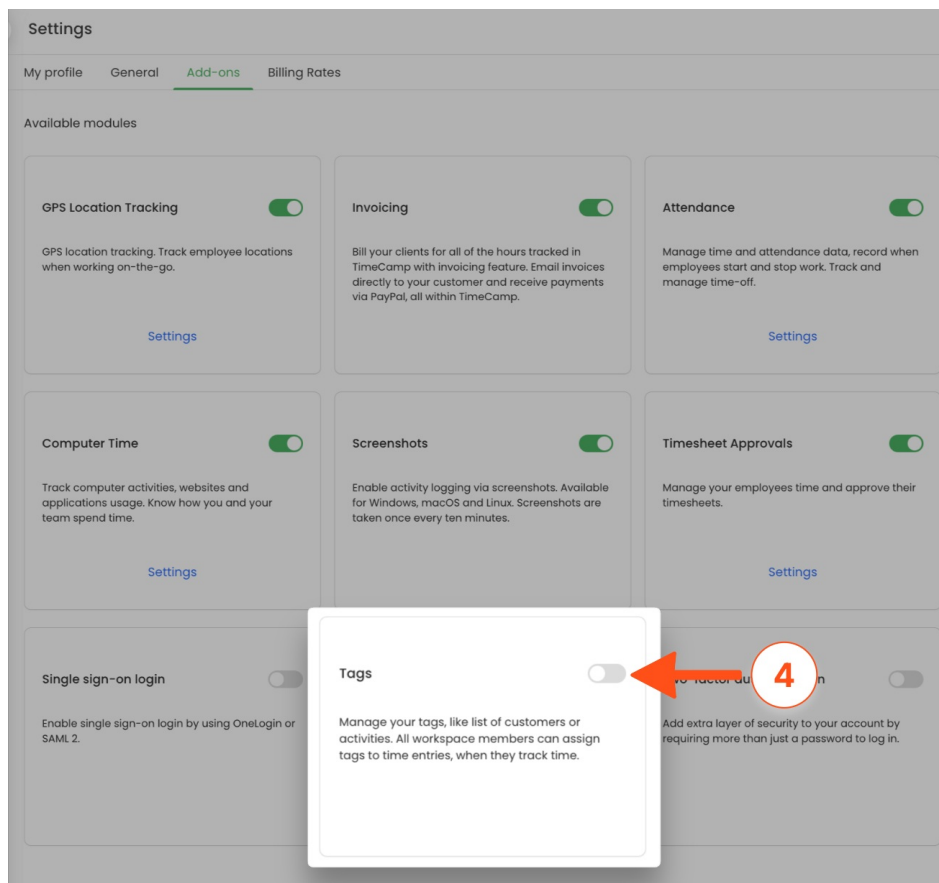 Settings
My profile General Add-ons Billing Rates
Available modules
GPS Location Tracking
GPS location tracking. Track employee locations
when working on-the-go.
Settings
Invoicing
Bill your clients for all of the hours tracked in
TimeCamp with invoicing feature. Email invoices
directly to your customer and receive payments
via PayPal, all within TimeCamp.
Attendance
Manage time and attendance data, record when
employees start and stop work. Track and
manage time-off.
Settings
Computer Time
Track computer activities, websites and
applications usage. Know how you and your
team spend time.
Settings
Screenshots
Enable activity logging via screenshots. Available
for Windows, macOS and Linux. Screenshots are
taken once every ten minutes.
Timesheet Approvals
Manage your employees time and approve their
timesheets.
Settings
Single sign-on login
Enable single sign-on login by using OneLogin or
SAML 2.
Tags
Manage your tags, like list of customers or
activities. All workspace members can assign
tags to time entries, when they track time.
4
Add extra layer of security to your account by
requiring more than just a password to log in.